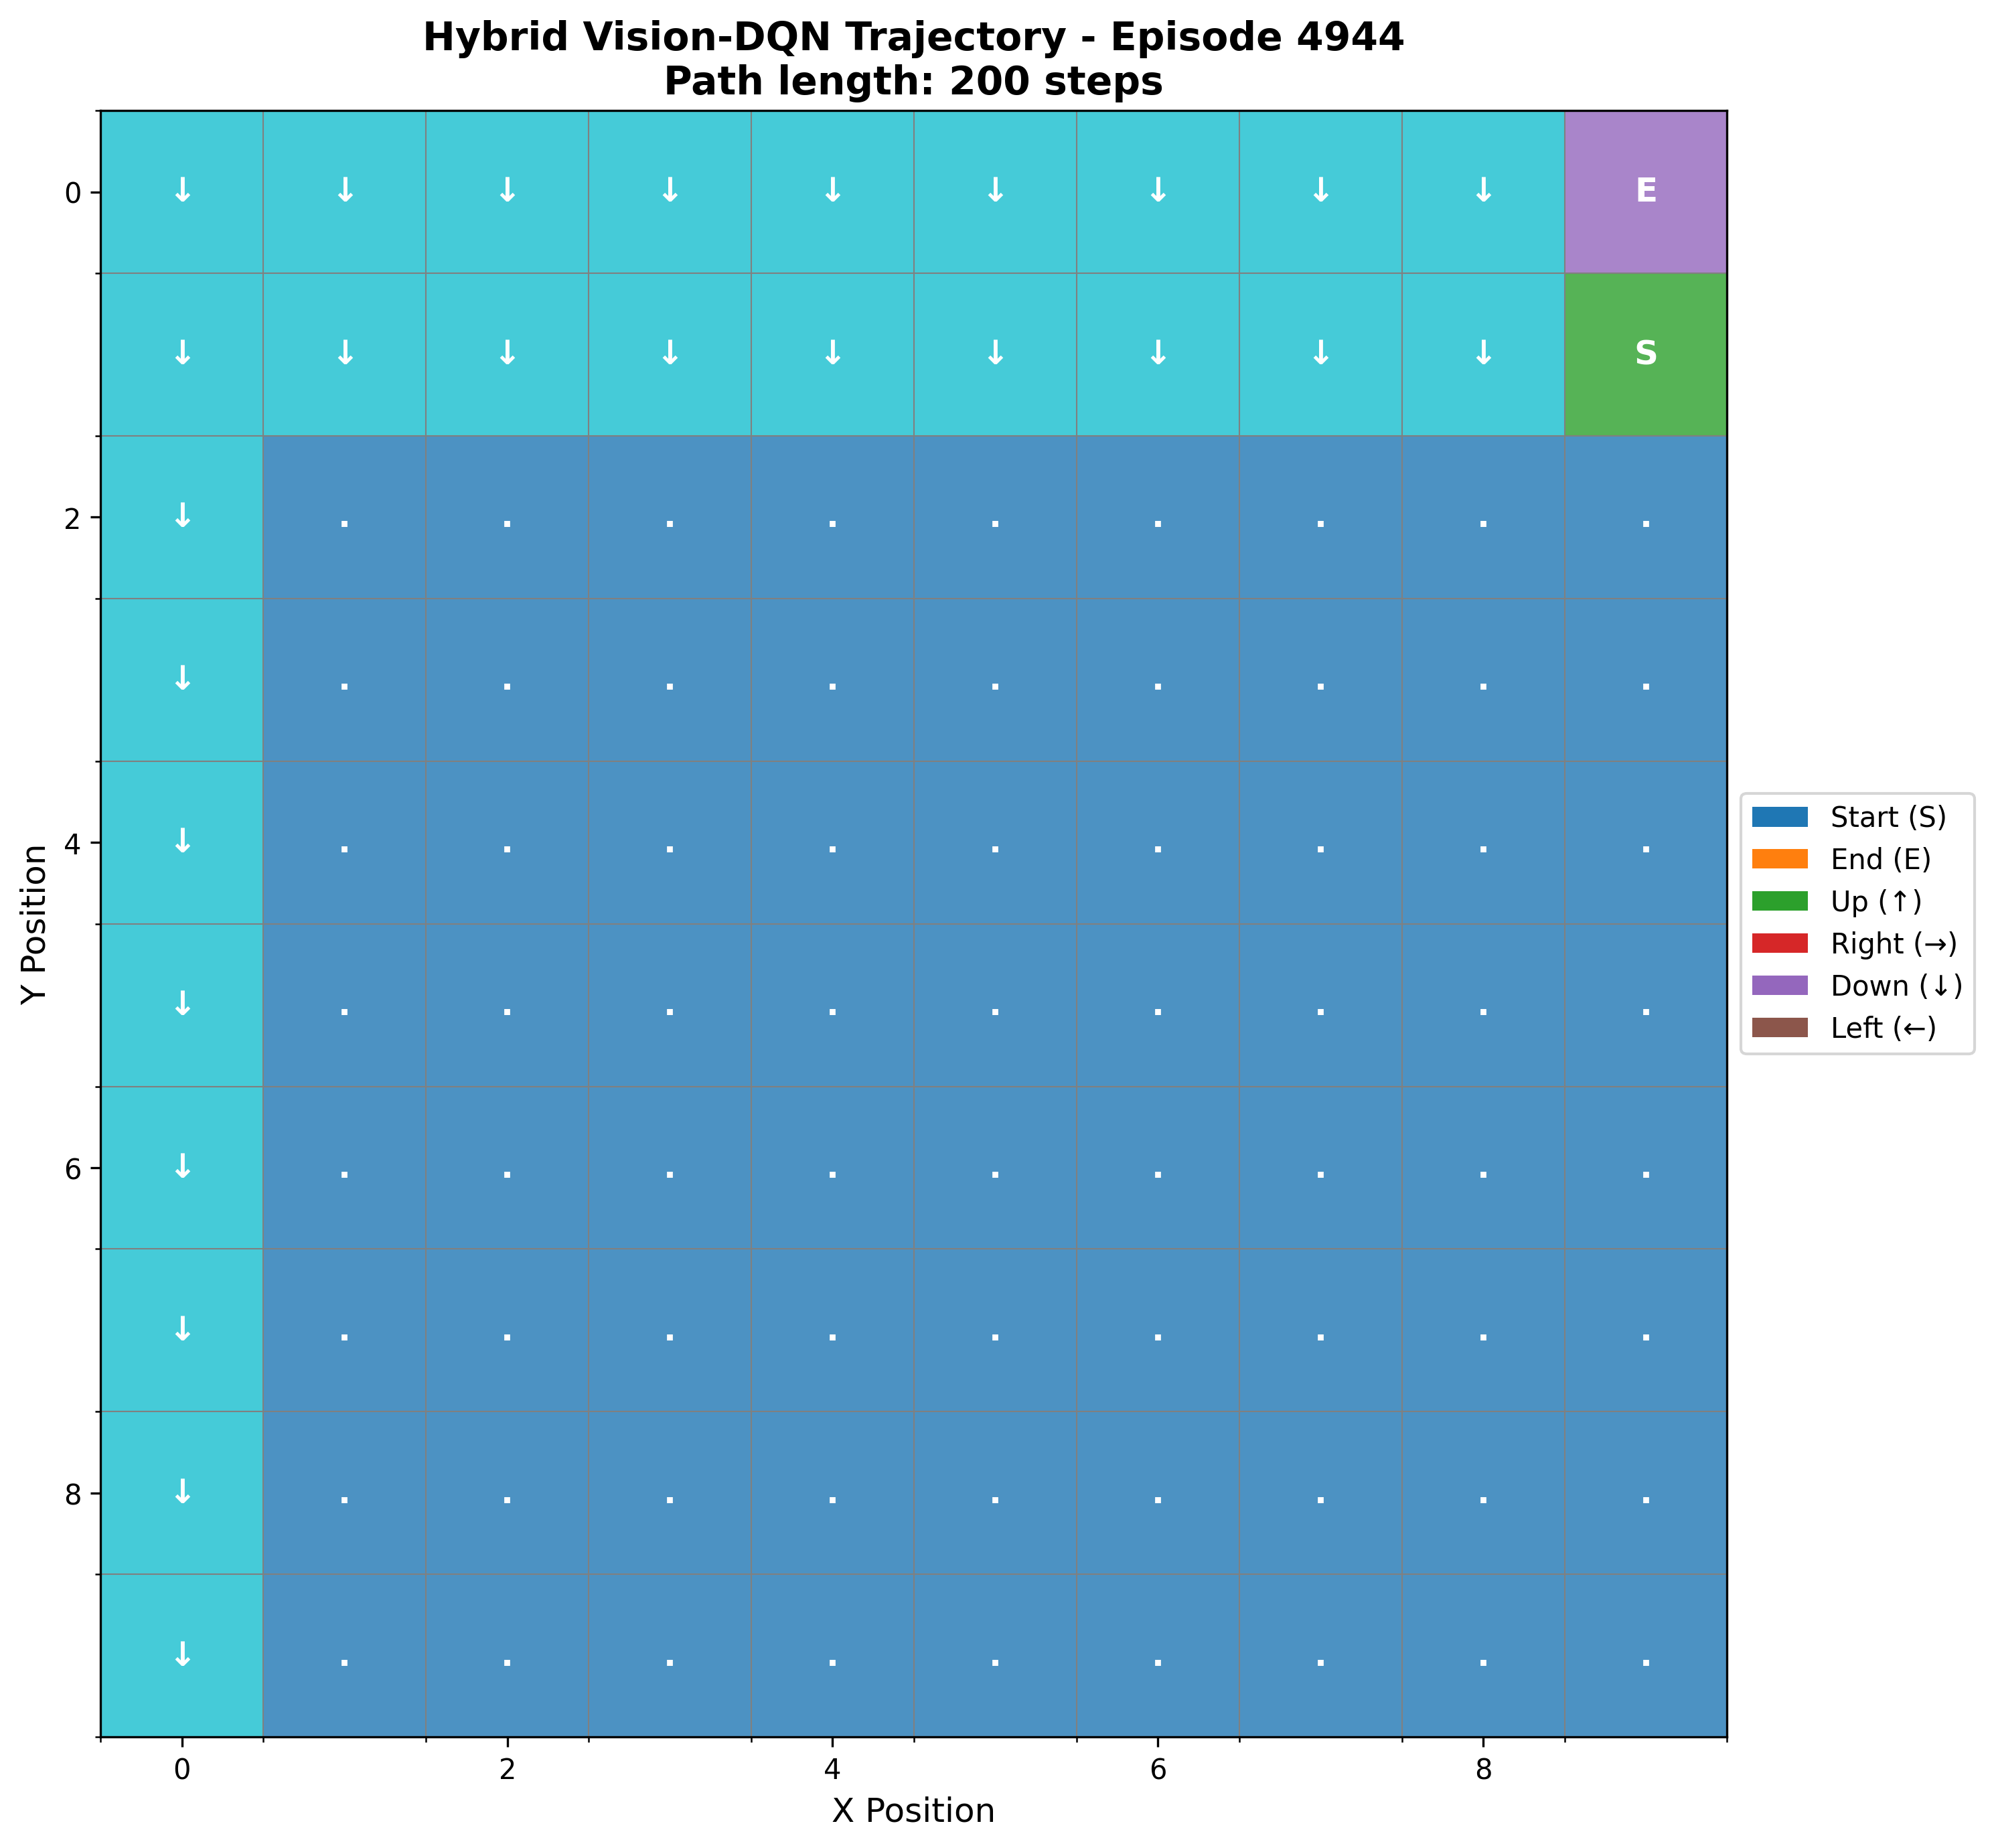 Hybrid Vision-DQN Trajectory - Episode 4944
Path length: 200 steps
0 ↓ ↓ ↓ ↓ ↓ ↓ ↓ ↓ ↓ E
↓ ↓ ↓ ↓ ↓ ↓ ↓ ↓ ↓ S
2 ↓ . . . . . . . . .
↓ . . . . . . . . .
4 ↓ . . . . . . . . .
↓ . . . . . . . . .
6 ↓ . . . . . . . . .
↓ . . . . . . . . .
8 ↓ . . . . . . . . .
↓ . . . . . . . . .
0 2 4 6 8
X Position
Y Position
Start (S)
End (E)
Up (↑)
Right (→)
Down (↓)
Left (←)